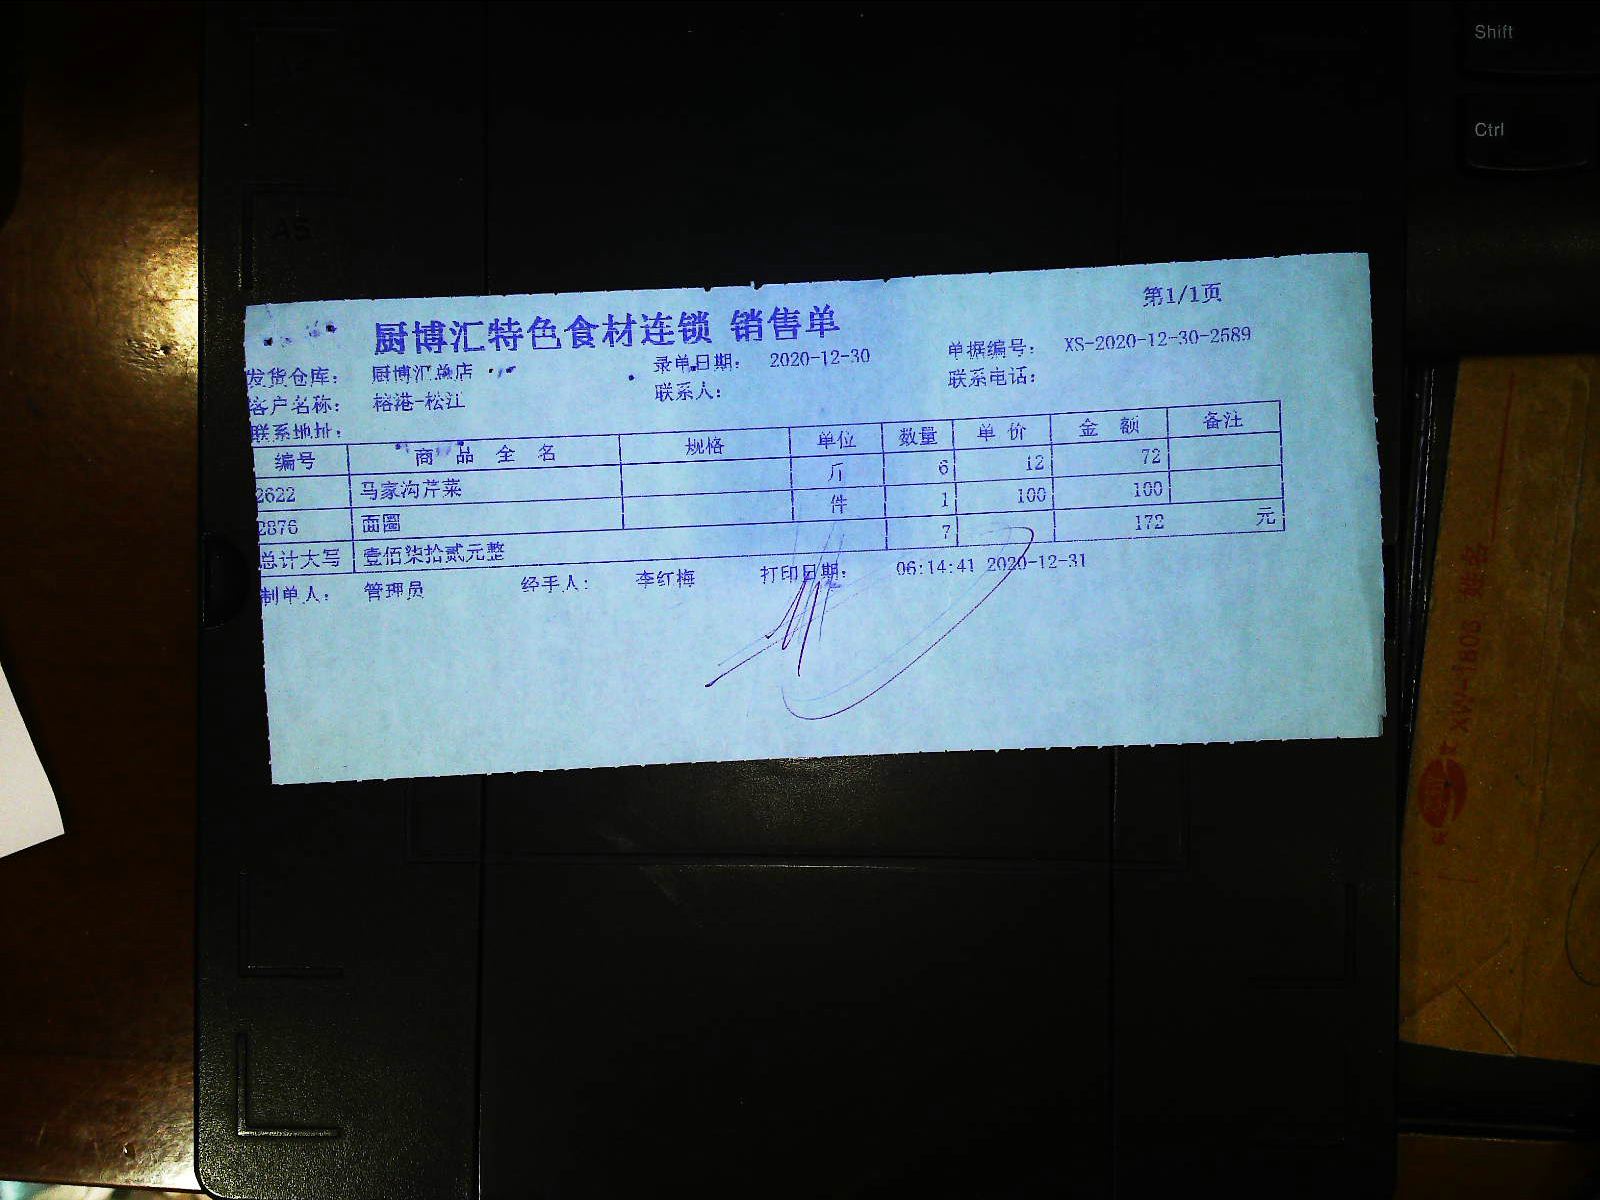 Shift
Ctrl
A5
第1/1页
厨博汇特色食材连锁 销售单
发货仓库： 厨博汇总店 录单日期： 2020-12-30 单据编号： XS-2020-12-30-2589
客户名称： 榕港-松江 联系人： 联系电话：
联系地址：
编号 商 品 全 名 规格 单位 数量 单 价 金 额 备注
2622 马家沟芹菜 斤 6 12 72
2876 面圈 件 1 100 100
总计大写 壹佰柒拾贰元整 7 172 元
制单人： 管理员 经手人： 李红梅 打印日期： 06:14:41 2020-12-31
XW-1803